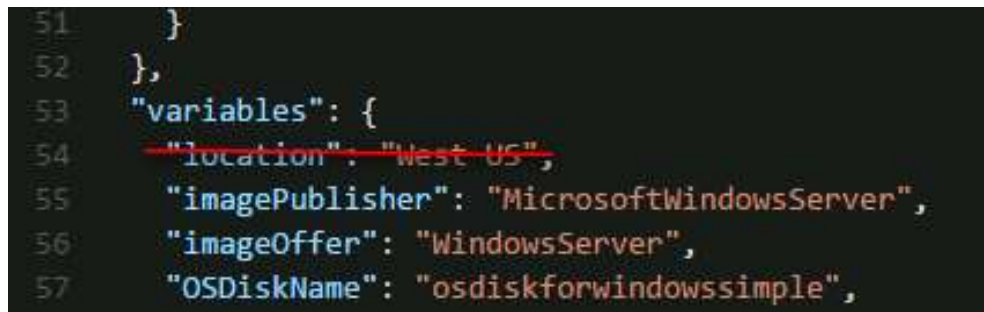 51 }
52 },
53 "variables": {
54 "location": "West US",
55 "imagePublisher": "MicrosoftWindowsServer",
56 "imageOffer": "WindowsServer",
57 "OSDiskName": "osdiskforwindowssimple",